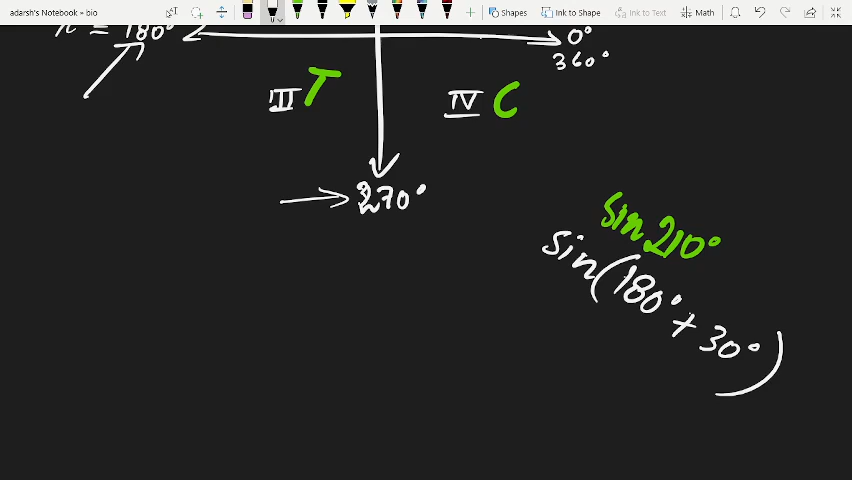 adarsh's Notebook » bio
Shapes Ink to Shape Ink to Text Math
π = 180°
0°
360°
III T
IV C
270°
sin 210°
sin(180° + 30°)